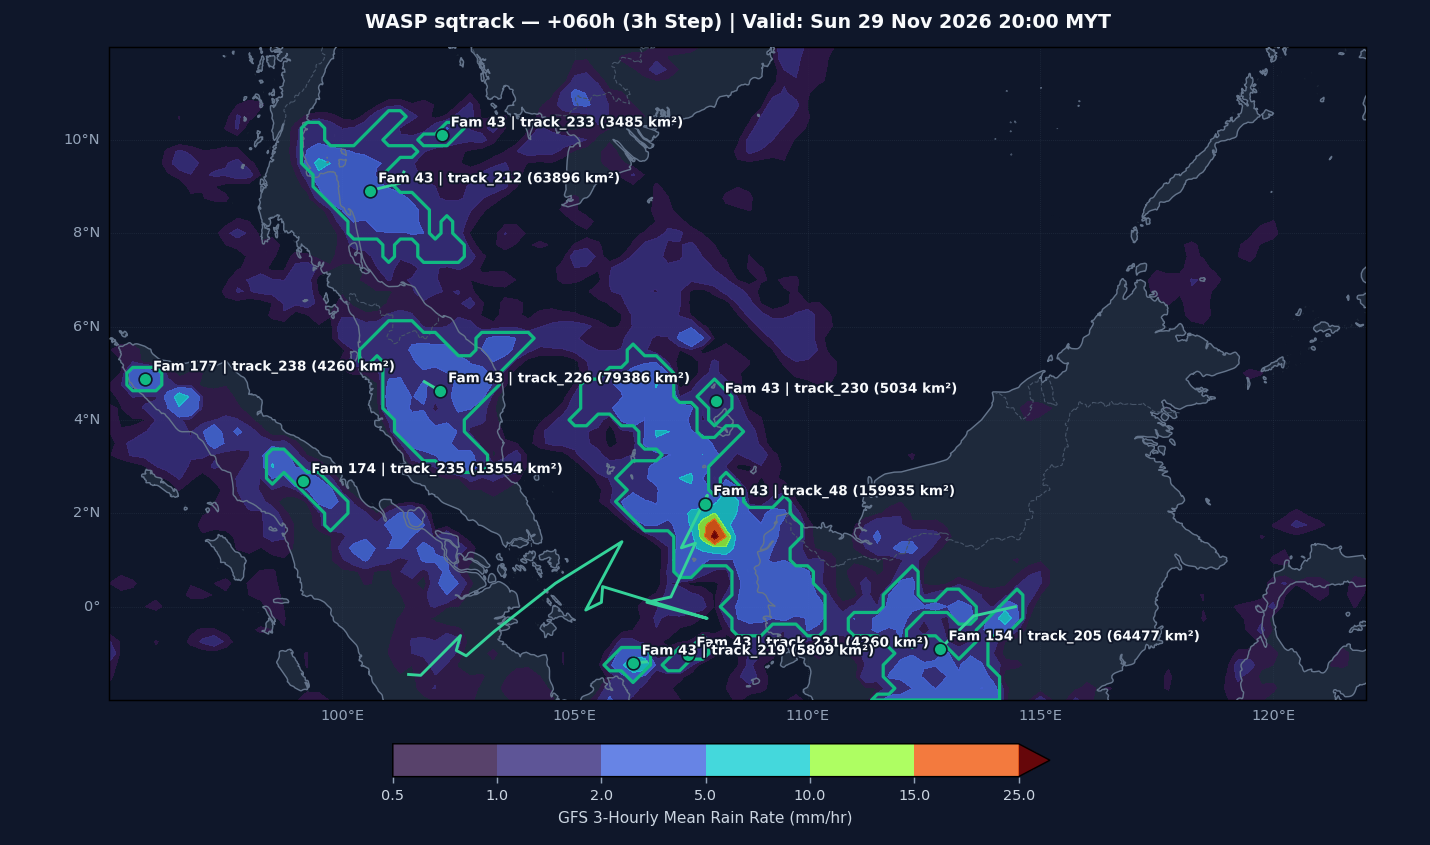 WASP sqtrack — +060h (3h Step) | Valid: Sun 29 Nov 2026 20:00 MYT
Fam 43 | track_233 (3485 km²)
10°N
Fam 43 | track_212 (63896 km²)
8°N
6°N
Fam 177 | track_238 (4260 km²)
Fam 43 | track_226 (79386 km²)
Fam 43 | track_230 (5034 km²)
4°N
Fam 174 | track_235 (13554 km²)
Fam 43 | track_48 (159935 km²)
2°N
0°
Fam 154 | track_205 (64477 km²)
Fam 43 | track_231 (4260 km²)
Fam 43 | track_219 (5809 km²)
100°E 105°E 110°E 115°E 120°E
0.5 1.0 2.0 5.0 10.0 15.0 25.0
GFS 3-Hourly Mean Rain Rate (mm/hr)